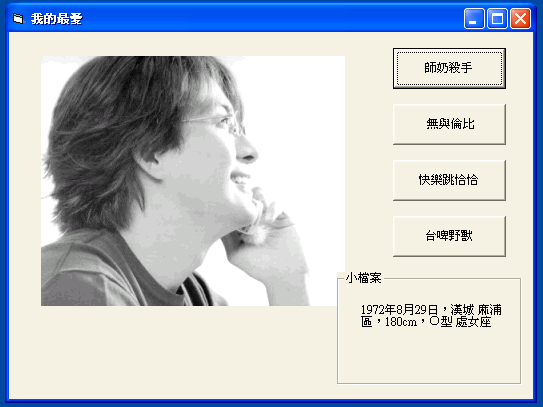 我的最愛
師奶殺手
無與倫比
快樂跳恰恰
台啤野獸
小檔案
1972年8月29日，漢城 麻浦
區，180cm，O型 處女座